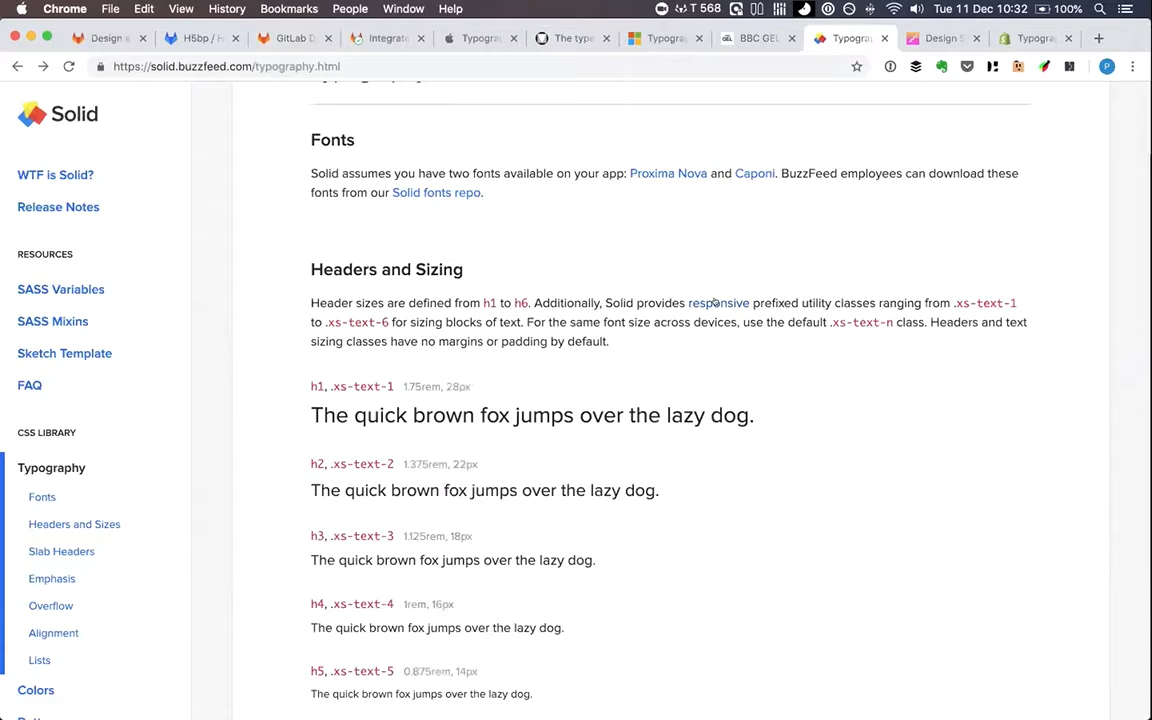 Chrome File Edit View History Bookmarks People Window Help T 568 Tue 11 Dec 10:32 100%
Design a H5bp / H GitLab D Integrate Typogra The type Typogra BBC GEL Typogra Design S Typogra
https://solid.buzzfeed.com/typography.html
Solid
WTF is Solid?
Release Notes
RESOURCES
SASS Variables
SASS Mixins
Sketch Template
FAQ
CSS LIBRARY
Typography
Fonts
Headers and Sizes
Slab Headers
Emphasis
Overflow
Alignment
Lists
Colors
Fonts
Solid assumes you have two fonts available on your app: Proxima Nova and Caponi. BuzzFeed employees can download these
fonts from our Solid fonts repo.
Headers and Sizing
Header sizes are defined from h1 to h6. Additionally, Solid provides responsive prefixed utility classes ranging from .xs-text-1
to .xs-text-6 for sizing blocks of text. For the same font size across devices, use the default .xs-text-n class. Headers and text
sizing classes have no margins or padding by default.
h1, .xs-text-1 1.75rem, 28px
The quick brown fox jumps over the lazy dog.
h2, .xs-text-2 1.375rem, 22px
The quick brown fox jumps over the lazy dog.
h3, .xs-text-3 1.125rem, 18px
The quick brown fox jumps over the lazy dog.
h4, .xs-text-4 1rem, 16px
The quick brown fox jumps over the lazy dog.
h5, .xs-text-5 0.875rem, 14px
The quick brown fox jumps over the lazy dog.